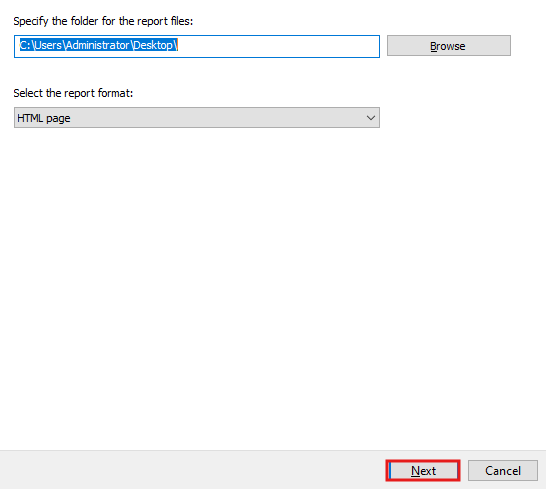 Specify the folder for the report files:
C:\Users\Administrator\Desktop\
Browse
Select the report format:
HTML page
Next
Cancel